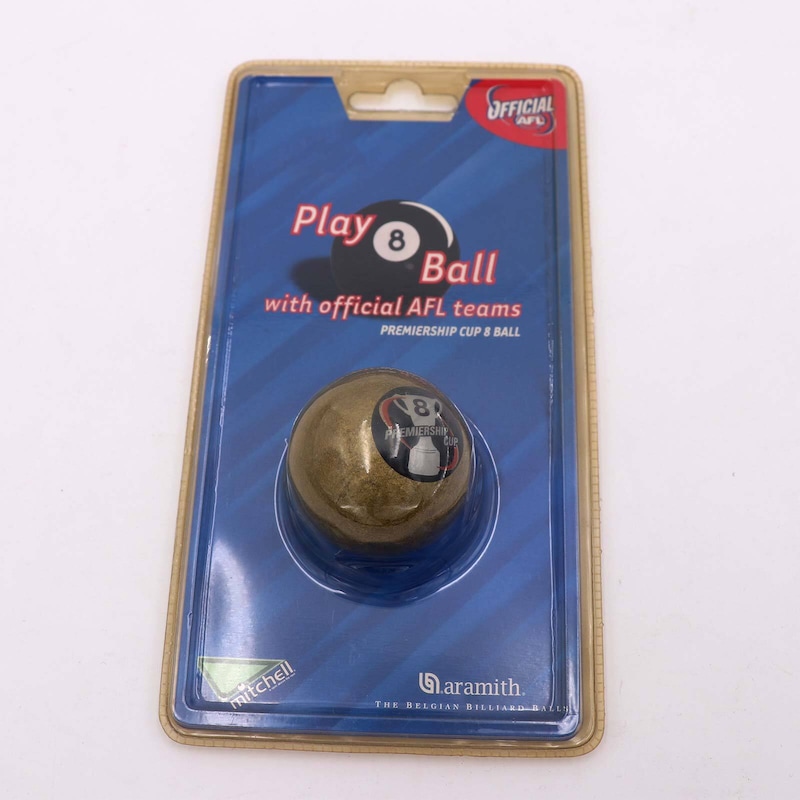 OFFICIAL
AFL
Play
8
Ball
with official AFL teams
PREMIERSHIP CUP 8 BALL
8
PREMIERSHIP
CUP
mitchell
aramith®
THE BELGIAN BILLIARD BALLS